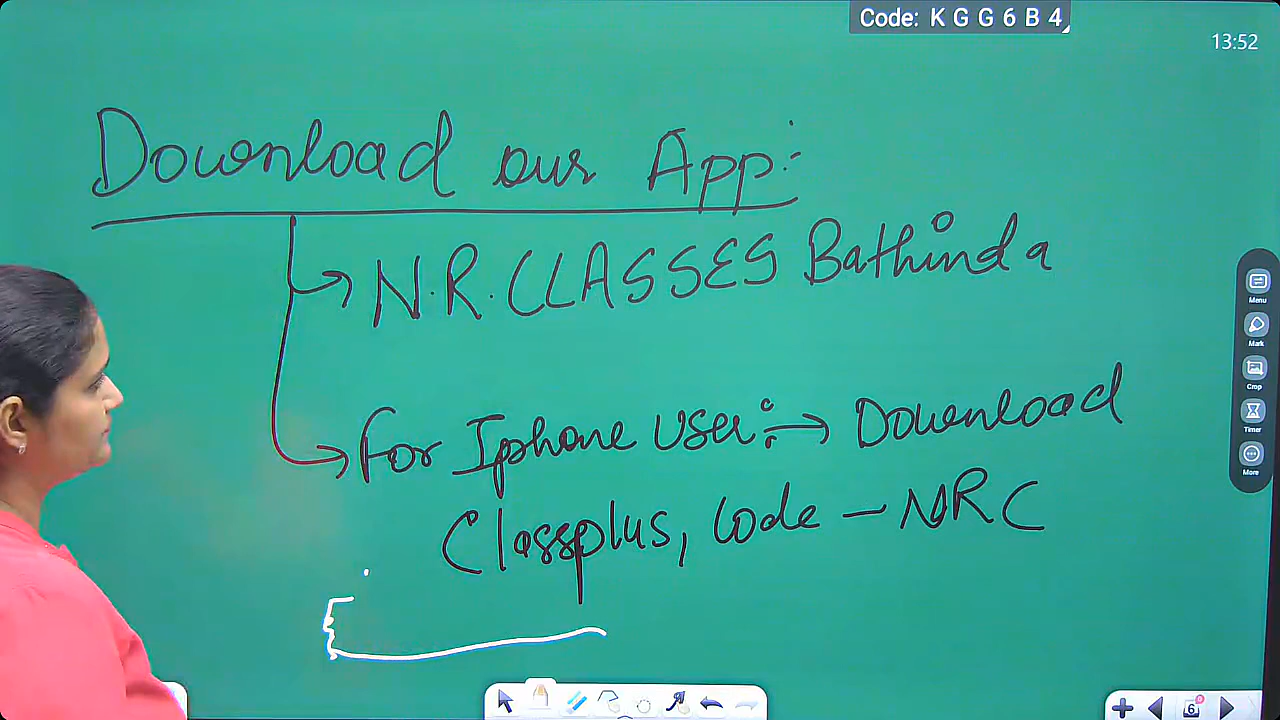 Code: K G G 6 B 4
13:52
Download our App:-
N.R. CLASSES Bathinda
For Iphone User:→ Download
Classplus, Code - NRC
Menu
Mark
Crop
Timer
More
6